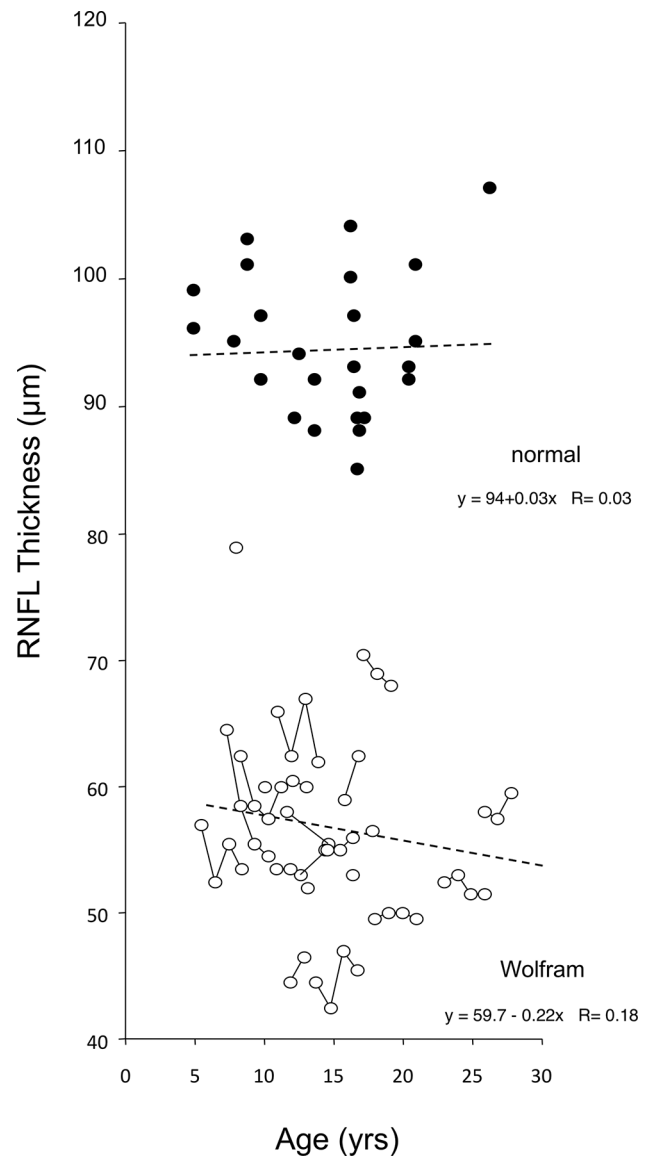 120
110
100
90
80
70
60
50
40
RNFL Thickness (µm)
normal
y = 94+0.03x R= 0.03
Wolfram
y = 59.7 - 0.22x R= 0.18
0 5 10 15 20 25 30
Age (yrs)